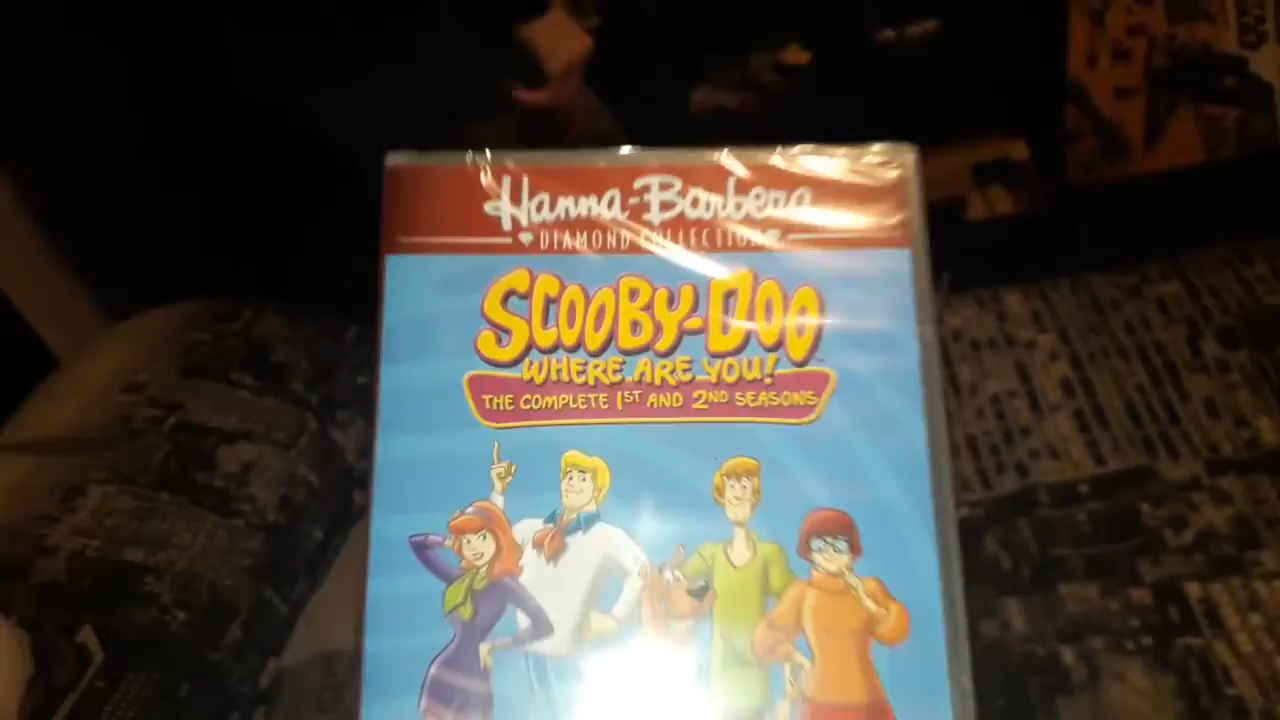 Hanna-Barbera
DIAMOND COLLECTION
SCOOBY-DOO
WHERE ARE YOU!
THE COMPLETE 1ST AND 2ND SEASONS